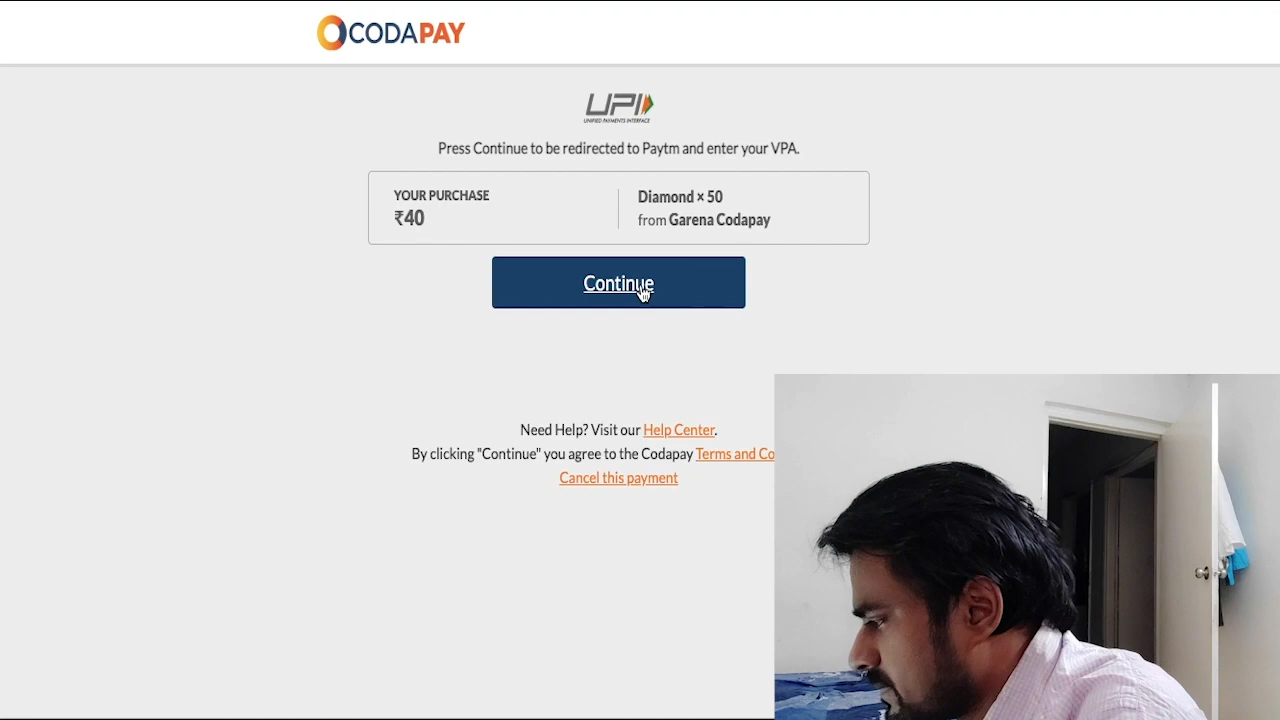 CODAPAY
UPI
UNIFIED PAYMENTS INTERFACE
Press Continue to be redirected to Paytm and enter your VPA.
YOUR PURCHASE
₹40
Diamond × 50
from Garena Codapay
Continue
Need Help? Visit our Help Center.
By clicking "Continue" you agree to the Codapay Terms and Co
Cancel this payment